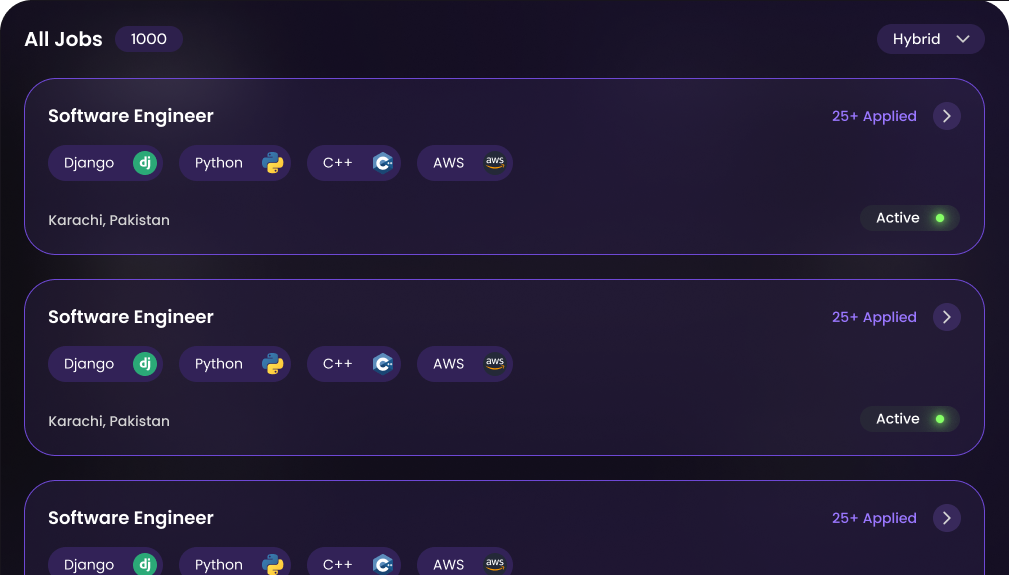 All Jobs 1000 Hybrid
Software Engineer 25+ Applied
Django dj Python C++ C++ AWS aws
Karachi, Pakistan Active
Software Engineer 25+ Applied
Django dj Python C++ C++ AWS aws
Karachi, Pakistan Active
Software Engineer 25+ Applied
Django dj Python C++ C++ AWS aws